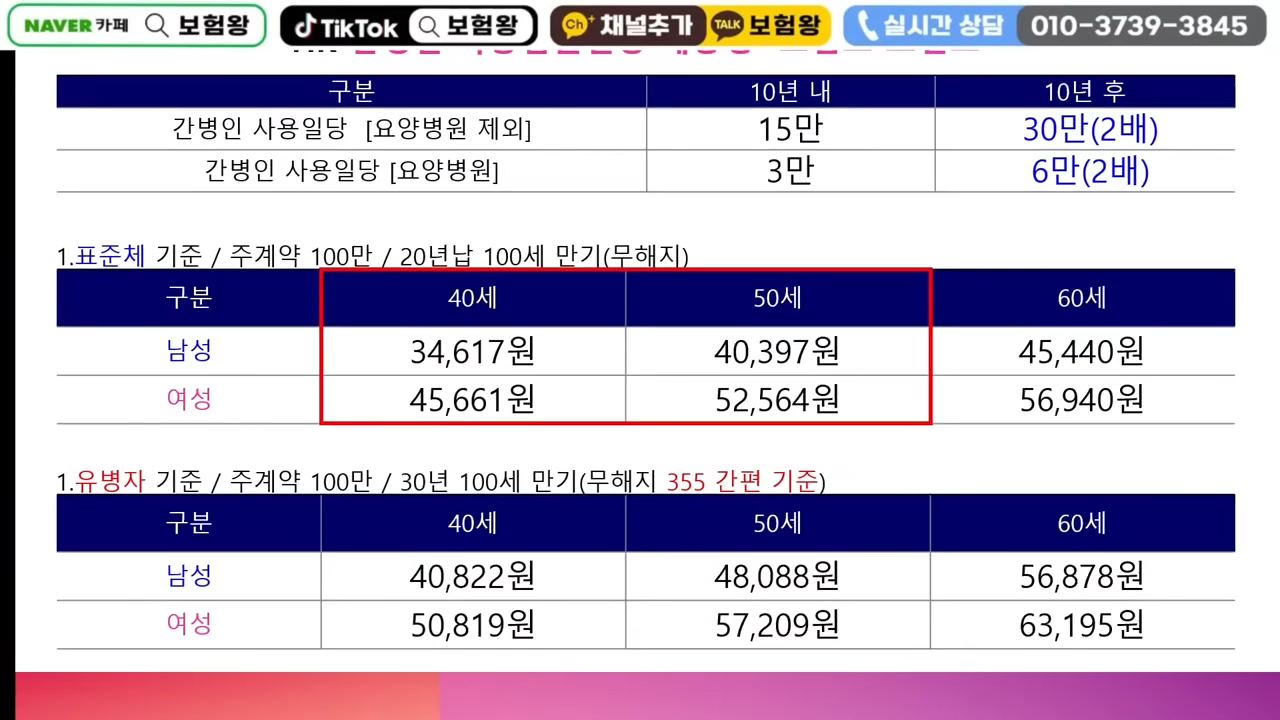 NAVER 카페 보험왕 TikTok 보험왕 Ch+ 채널추가 TALK 보험왕 실시간 상담 010-3739-3845
구분 10년 내 10년 후
간병인 사용일당 [요양병원 제외] 15만 30만(2배)
간병인 사용일당 [요양병원] 3만 6만(2배)
1.표준체 기준 / 주계약 100만 / 20년납 100세 만기(무해지)
구분 40세 50세 60세
남성 34,617원 40,397원 45,440원
여성 45,661원 52,564원 56,940원
1.유병자 기준 / 주계약 100만 / 30년 100세 만기(무해지 355 간편 기준)
구분 40세 50세 60세
남성 40,822원 48,088원 56,878원
여성 50,819원 57,209원 63,195원